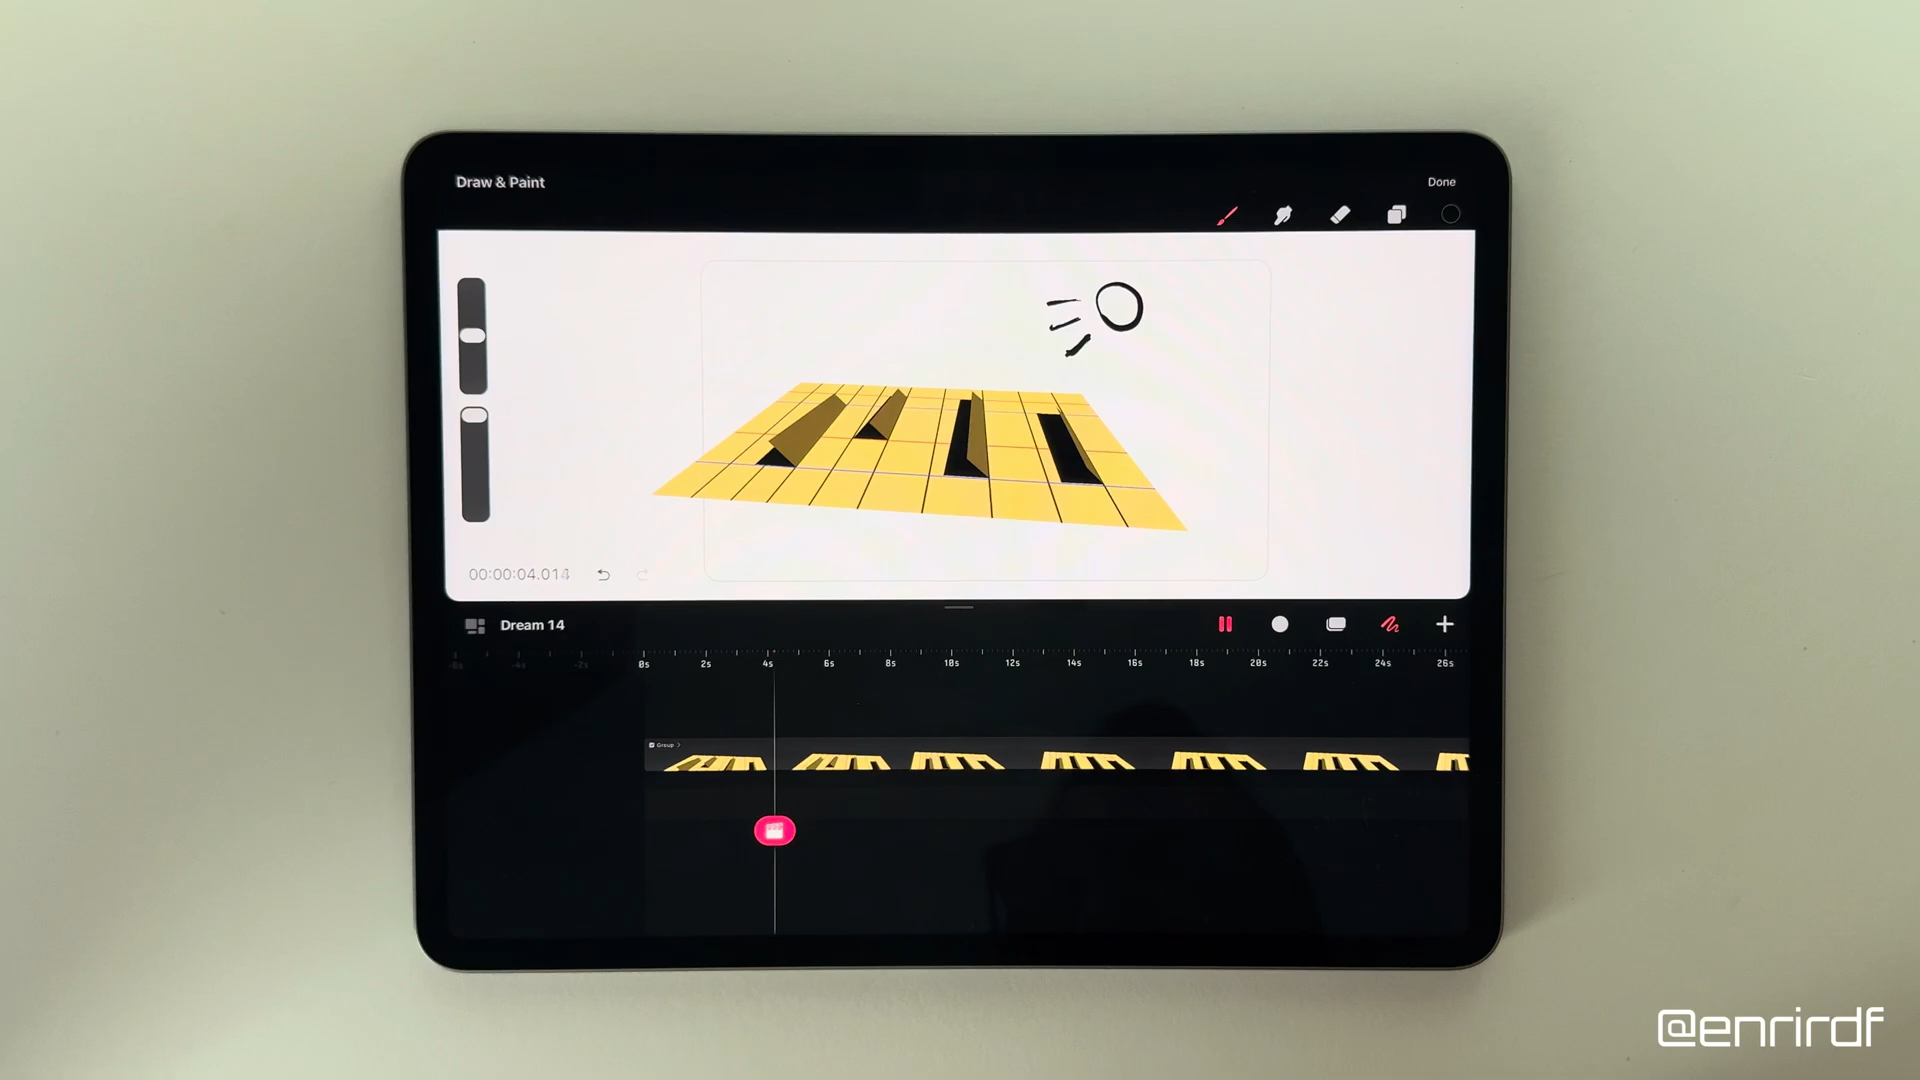 Draw & Paint
Done
00:00:04.014
Dream 14
0s 2s 4s 6s 8s 10s 12s 14s 16s 18s 20s 22s 24s 26s
Group
@enrirdf